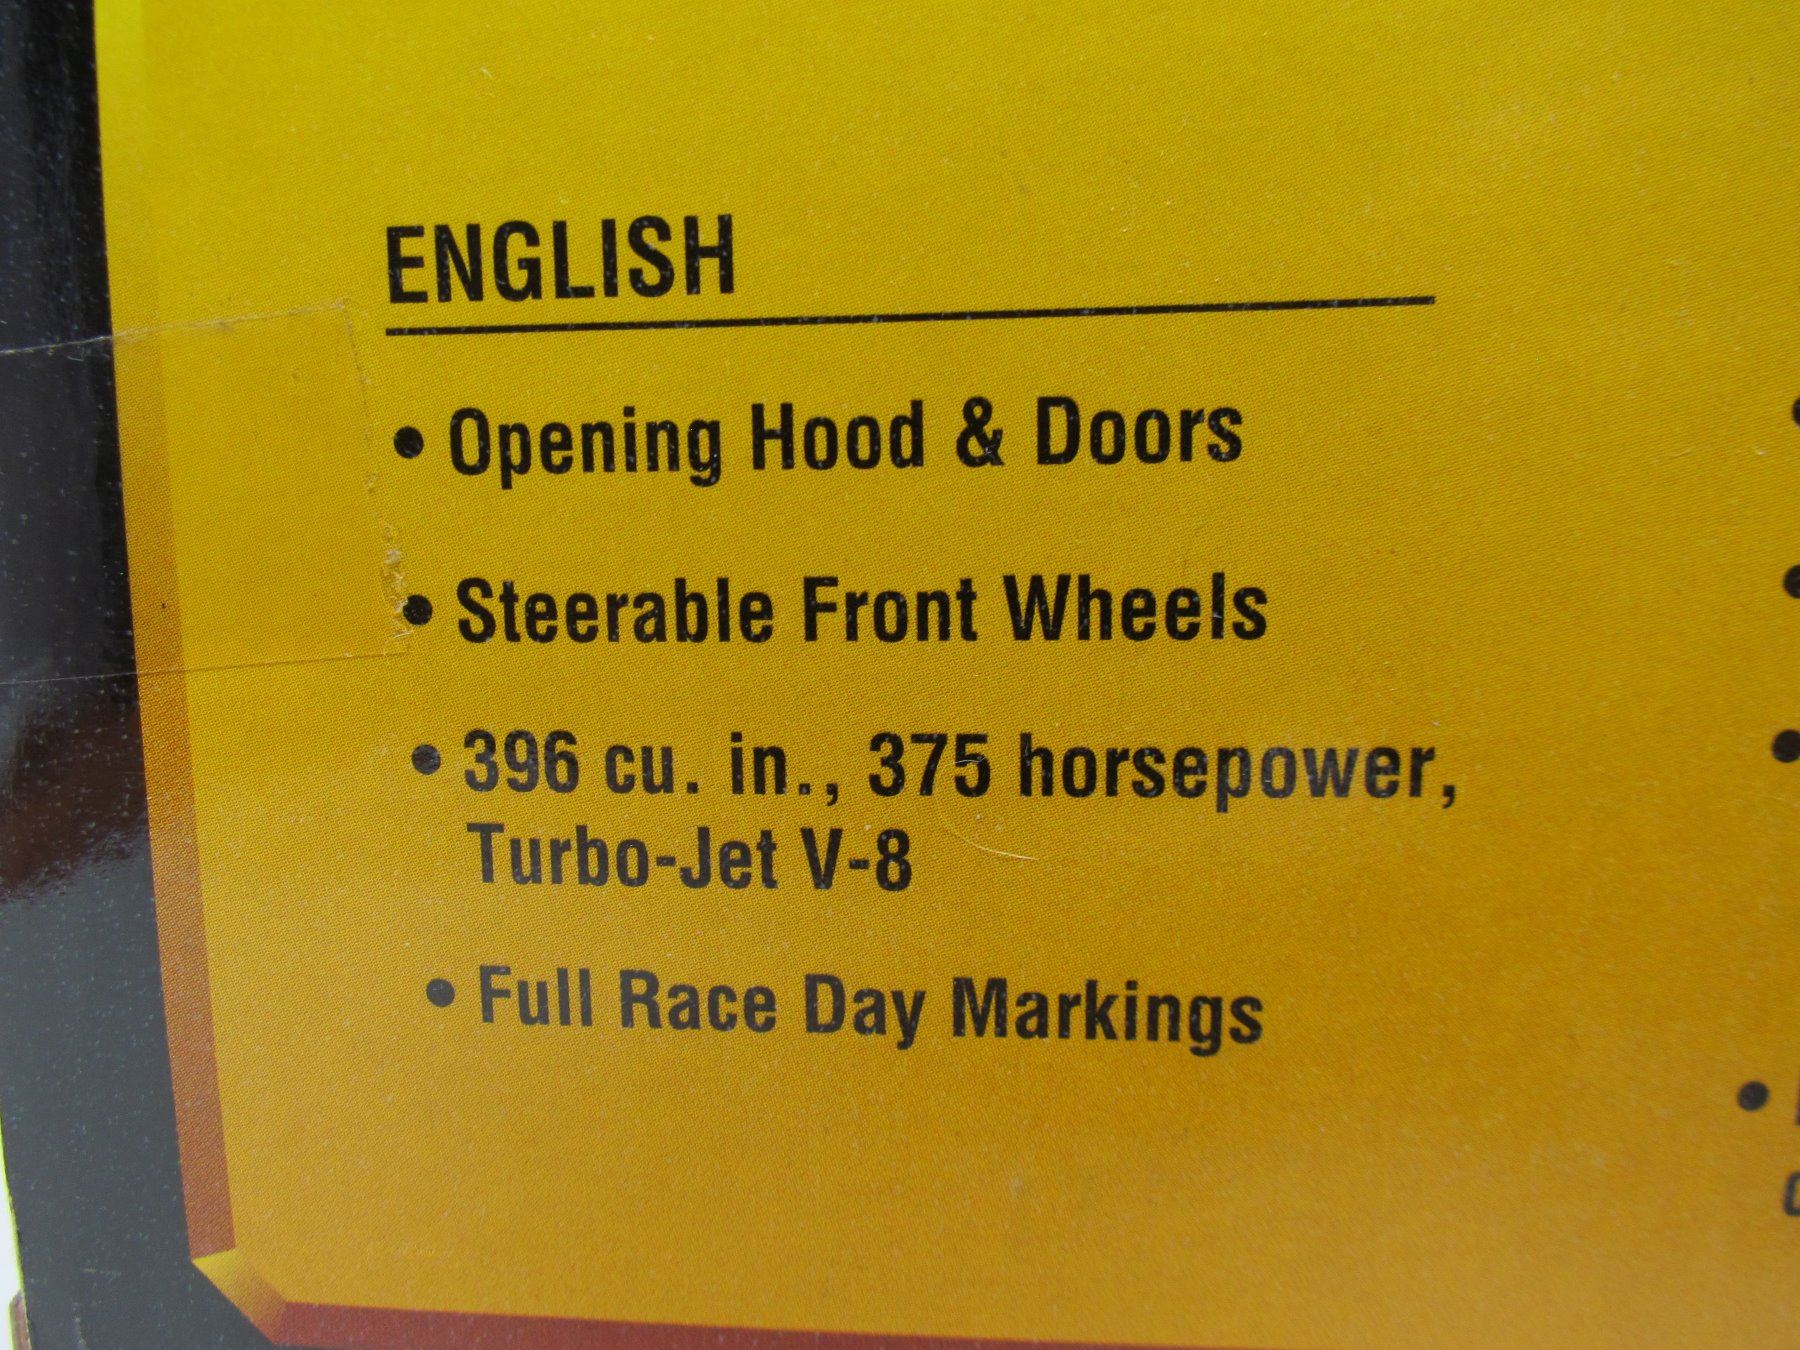 ENGLISH
• Opening Hood & Doors
• Steerable Front Wheels
• 396 cu. in., 375 horsepower,
Turbo-Jet V-8
• Full Race Day Markings